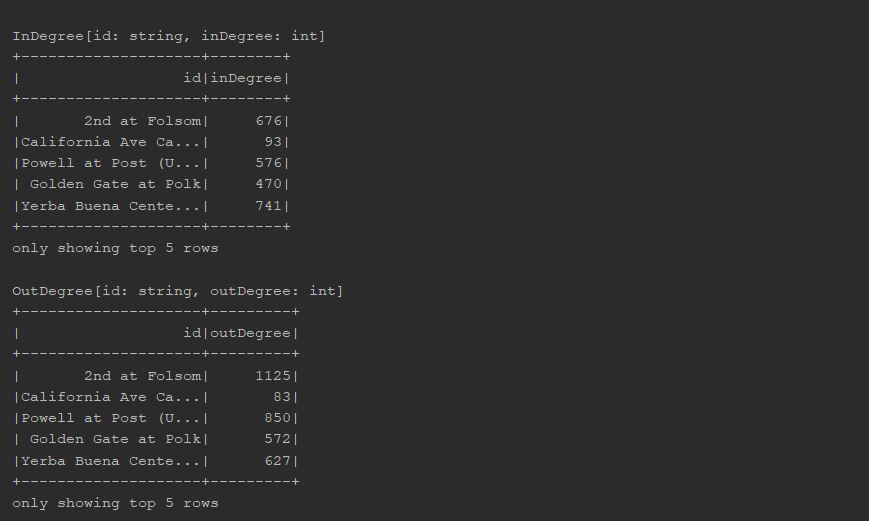 InDegree[id: string, inDegree: int]
+--------------------+--------+
|                  id|inDegree|
+--------------------+--------+
|       2nd at Folsom|     676|
|California Ave Ca...|      93|
|Powell at Post (U...|     576|
| Golden Gate at Polk|     470|
|Yerba Buena Cente...|     741|
+--------------------+--------+
only showing top 5 rows

OutDegree[id: string, outDegree: int]
+--------------------+---------+
|                  id|outDegree|
+--------------------+---------+
|       2nd at Folsom|     1125|
|California Ave Ca...|       83|
|Powell at Post (U...|      850|
| Golden Gate at Polk|      572|
|Yerba Buena Cente...|      627|
+--------------------+---------+
only showing top 5 rows